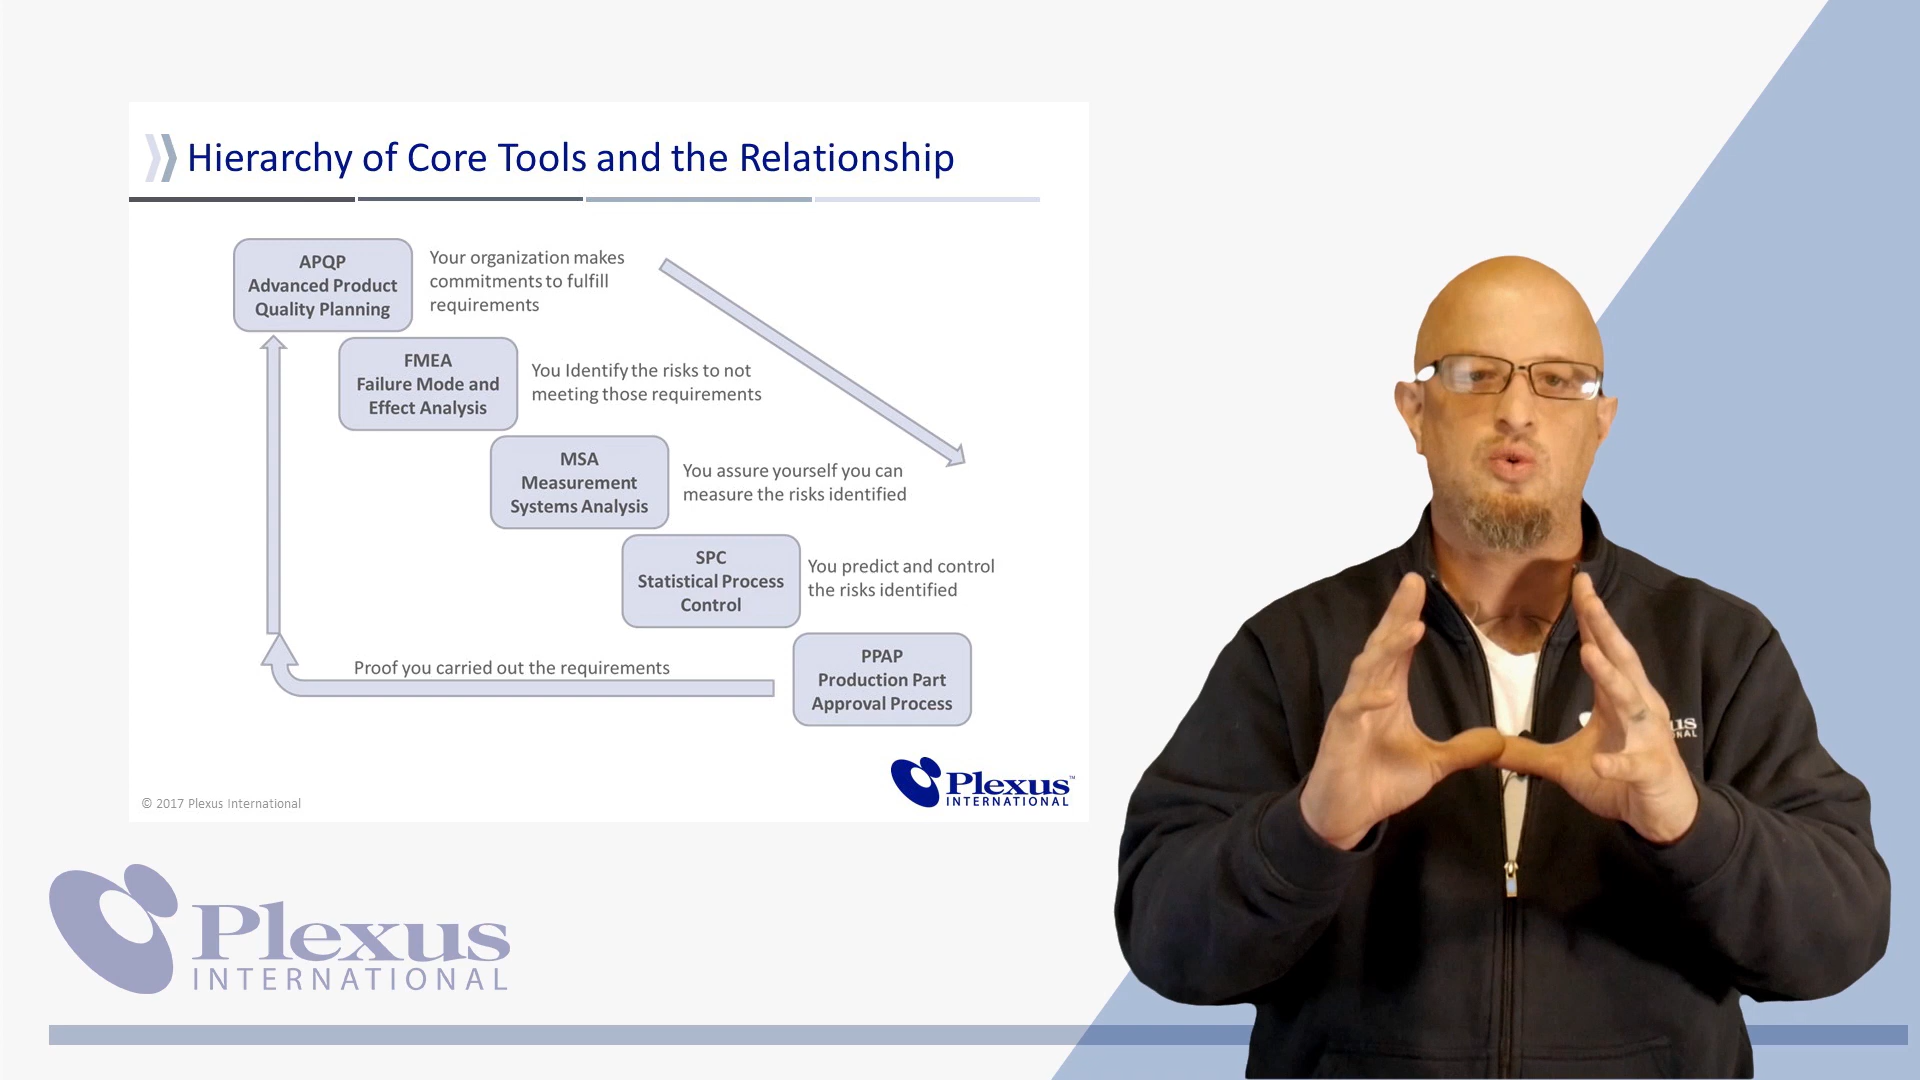 Hierarchy of Core Tools and the Relationship
APQP
Advanced Product
Quality Planning
Your organization makes
commitments to fulfill
requirements
FMEA
Failure Mode and
Effect Analysis
You Identify the risks to not
meeting those requirements
MSA
Measurement
Systems Analysis
You assure yourself you can
measure the risks identified
SPC
Statistical Process
Control
You predict and control
the risks identified
Proof you carried out the requirements
PPAP
Production Part
Approval Process
© 2017 Plexus International
Plexus™
INTERNATIONAL
Plexus
INTERNATIONAL